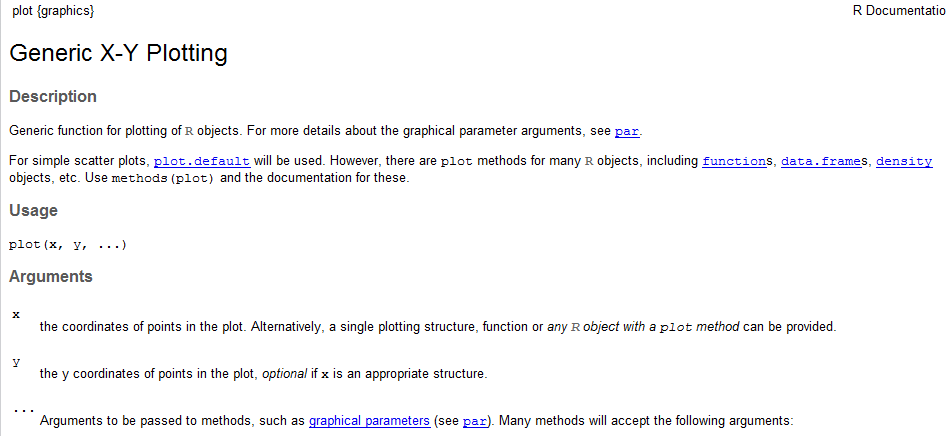 plot {graphics}
R Documentatio
Generic X-Y Plotting
Description
Generic function for plotting of R objects. For more details about the graphical parameter arguments, see par.
For simple scatter plots, plot.default will be used. However, there are plot methods for many R objects, including functions, data.frames, density
objects, etc. Use methods(plot) and the documentation for these.
Usage
plot(x, y, ...)
Arguments
x
the coordinates of points in the plot. Alternatively, a single plotting structure, function or any R object with a plot method can be provided.
y
the y coordinates of points in the plot, optional if x is an appropriate structure.
...
Arguments to be passed to methods, such as graphical parameters (see par). Many methods will accept the following arguments: